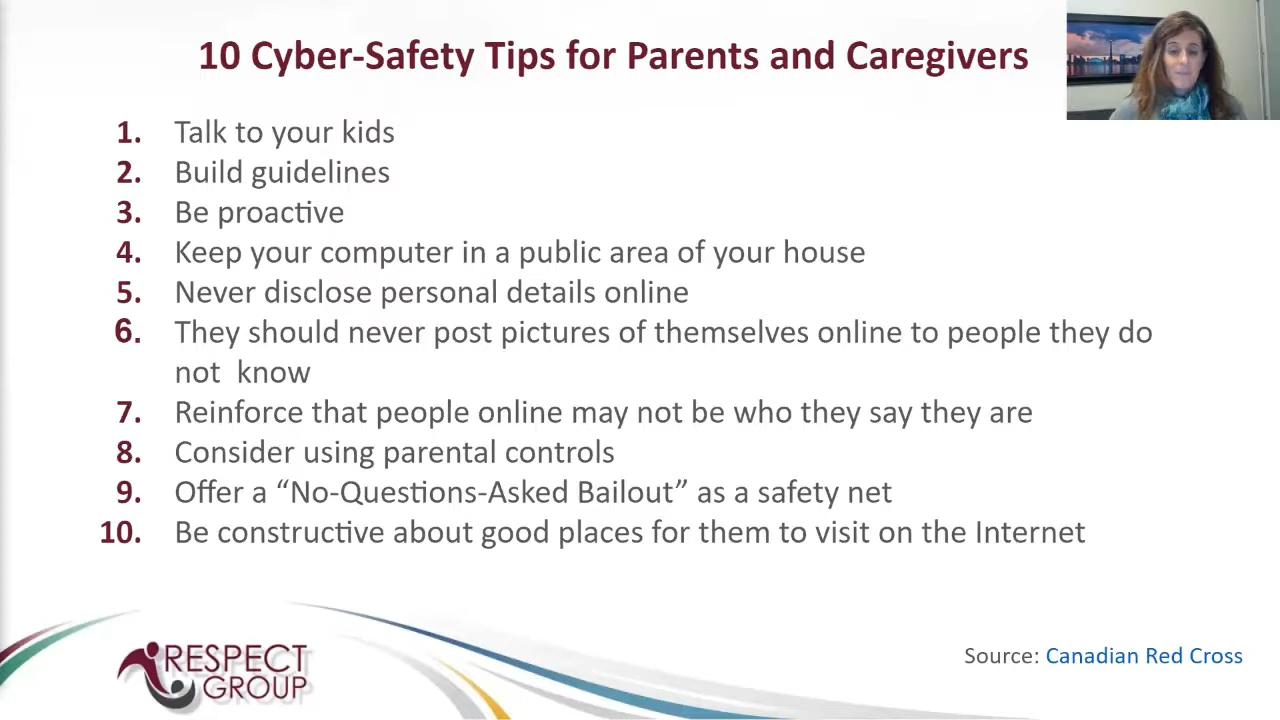 10 Cyber-Safety Tips for Parents and Caregivers
1. Talk to your kids
2. Build guidelines
3. Be proactive
4. Keep your computer in a public area of your house
5. Never disclose personal details online
6. They should never post pictures of themselves online to people they do
not know
7. Reinforce that people online may not be who they say they are
8. Consider using parental controls
9. Offer a “No-Questions-Asked Bailout” as a safety net
10. Be constructive about good places for them to visit on the Internet
RESPECT
GROUP
Source: Canadian Red Cross